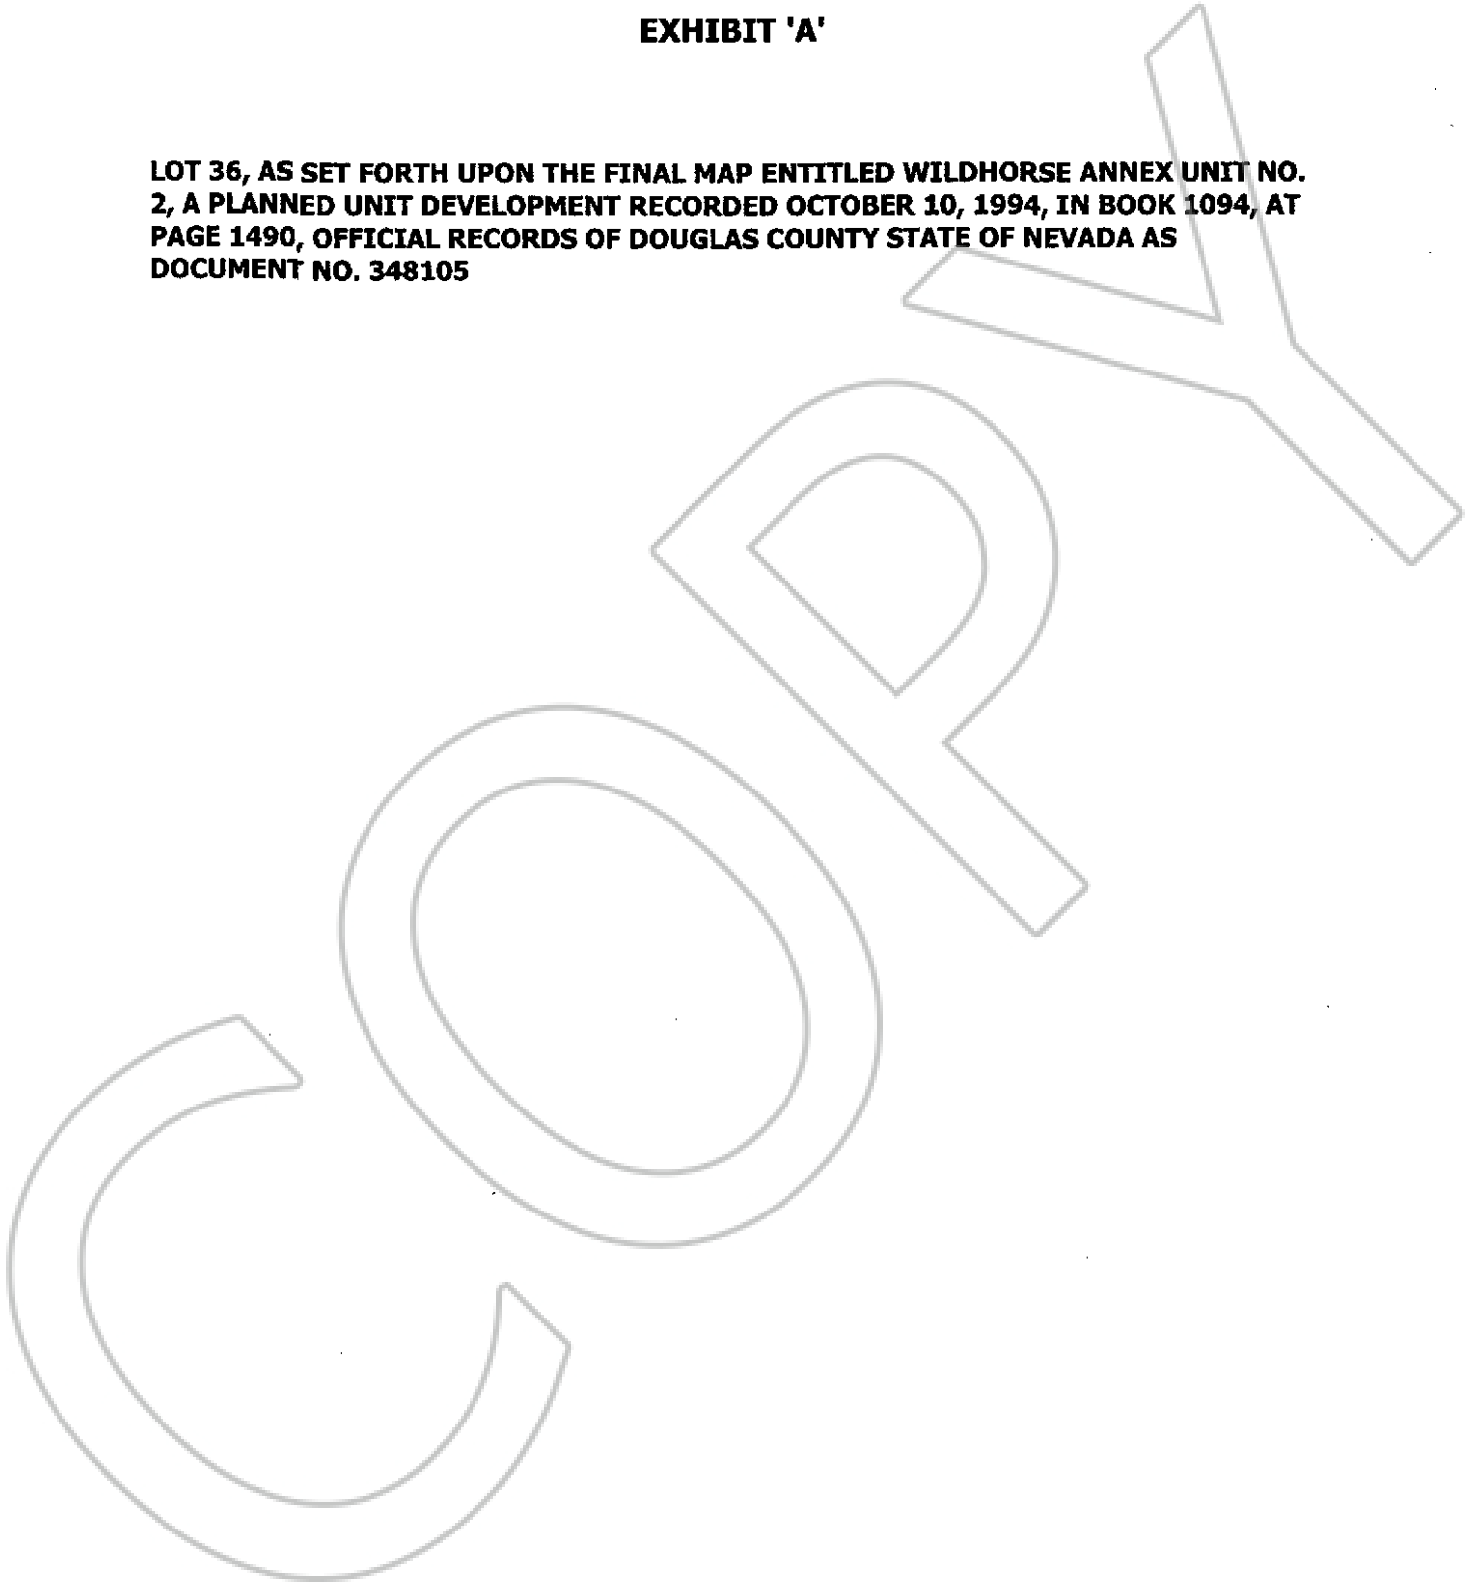 EXHIBIT 'A'
LOT 36, AS SET FORTH UPON THE FINAL MAP ENTITLED WILDHORSE ANNEX UNIT NO.
2, A PLANNED UNIT DEVELOPMENT RECORDED OCTOBER 10, 1994, IN BOOK 1094, AT
PAGE 1490, OFFICIAL RECORDS OF DOUGLAS COUNTY STATE OF NEVADA AS
DOCUMENT NO. 348105
COPY